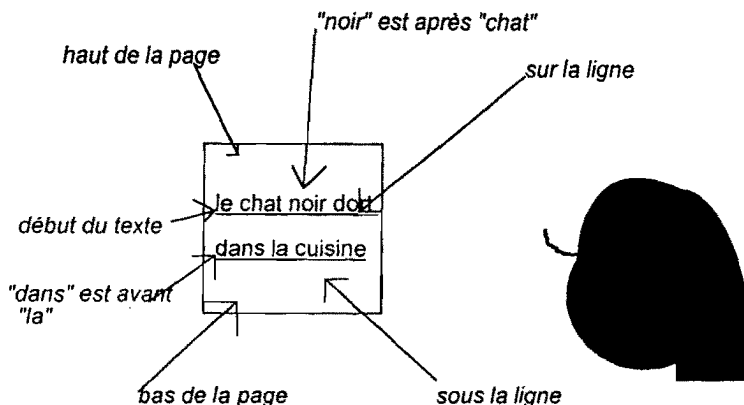 "noir" est après "chat"
haut de la page
sur la ligne
le chat noir dort
début du texte
dans la cuisine
"dans" est avant
"la"
bas de la page
sous la ligne